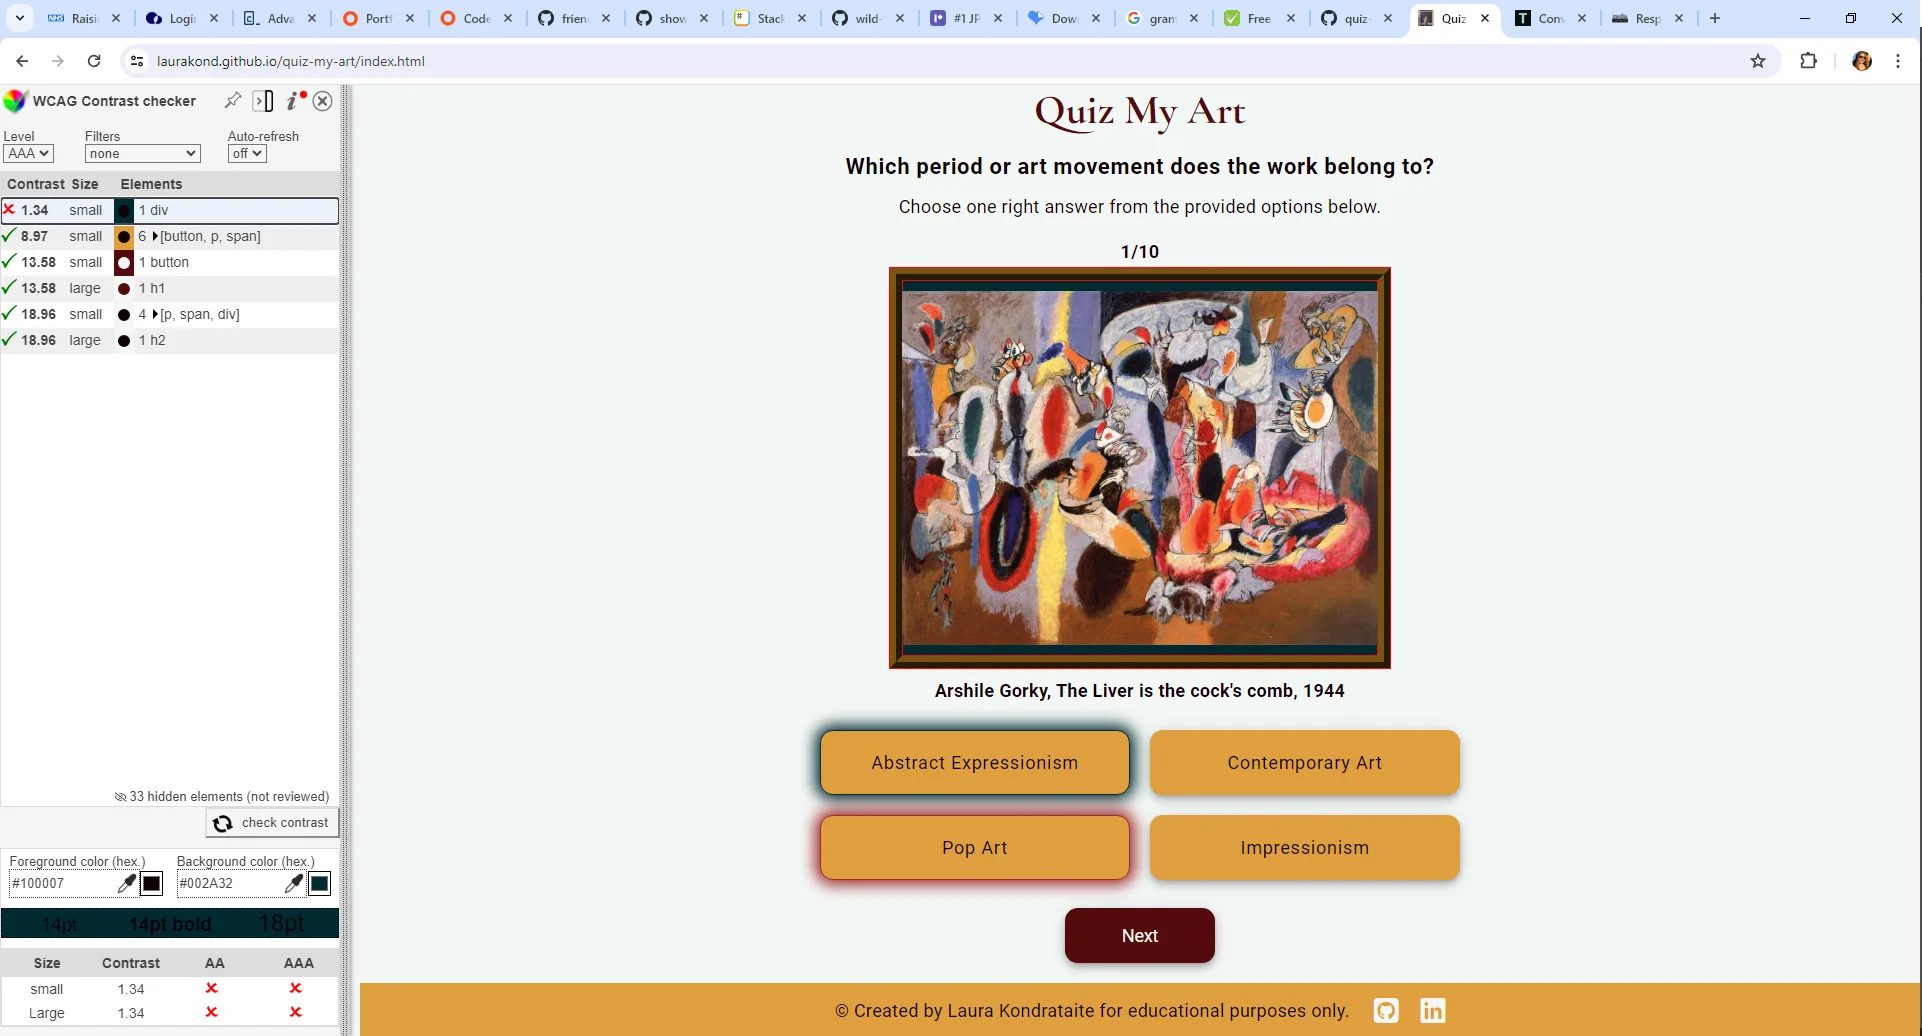 Raisi
Logir
Adva
Portf
Code
frien
show
Stack
wild-
#1 JP
Dow
gram
Free
quiz-
Quiz
Conv
Resp
laurakond.github.io/quiz-my-art/index.html
WCAG Contrast checker
Level
Filters
Auto-refresh
AAA
none
off
Contrast Size Elements
1.34 small 1 div
8.97 small 6 [button, p, span]
13.58 small 1 button
13.58 large 1 h1
18.96 small 4 [p, span, div]
18.96 large 1 h2
33 hidden elements (not reviewed)
check contrast
Foreground color (hex.)
Background color (hex.)
#100007
#002A32
14pt 14pt bold 18pt
Size Contrast AA AAA
small 1.34
Large 1.34
Quiz My Art
Which period or art movement does the work belong to?
Choose one right answer from the provided options below.
1/10
Arshile Gorky, The Liver is the cock's comb, 1944
Abstract Expressionism
Contemporary Art
Pop Art
Impressionism
Next
© Created by Laura Kondrataite for educational purposes only.